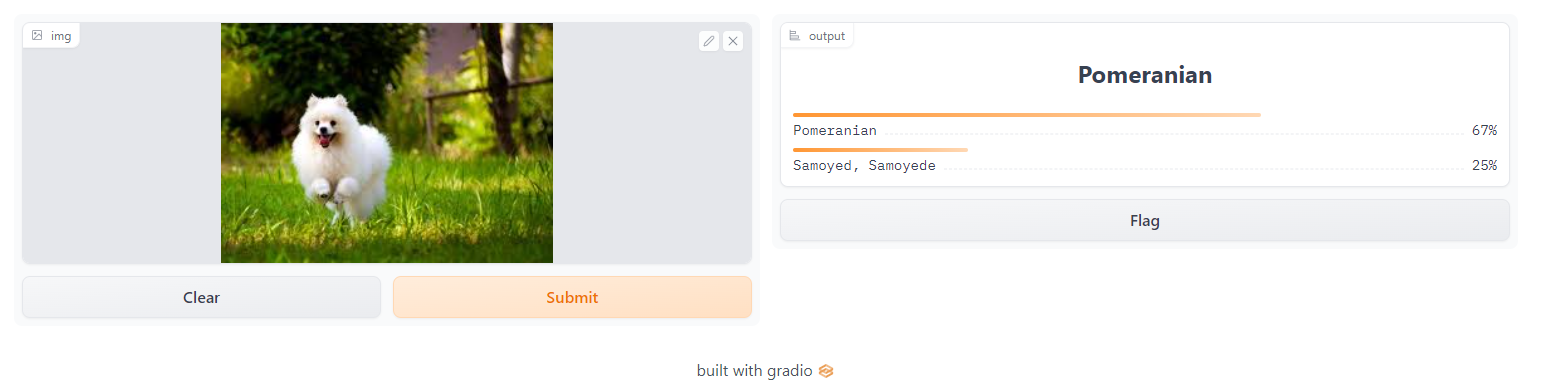 img
output
Pomeranian
Pomeranian 67%
Samoyed, Samoyede 25%
Flag
Clear
Submit
built with gradio